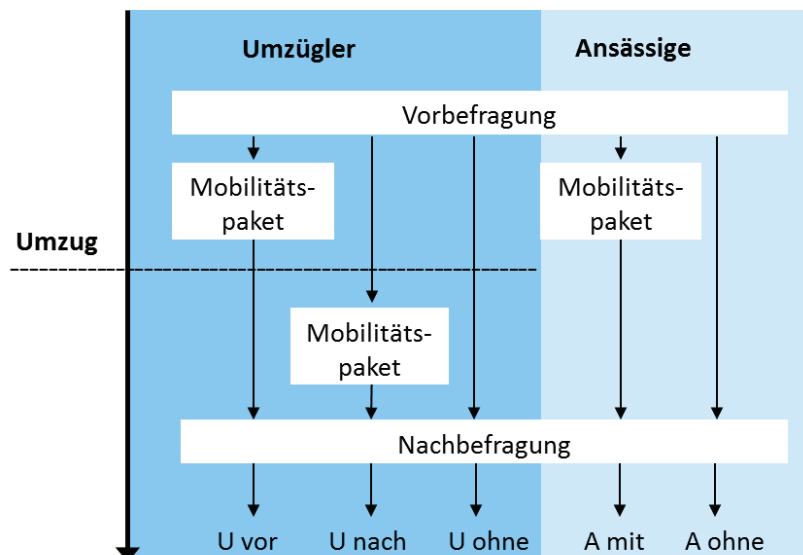 Umzügler
Ansässige
Vorbefragung
Mobilitäts-
paket
Mobilitäts-
paket
Umzug
Mobilitäts-
paket
Nachbefragung
U vor
U nach
U ohne
A mit
A ohne